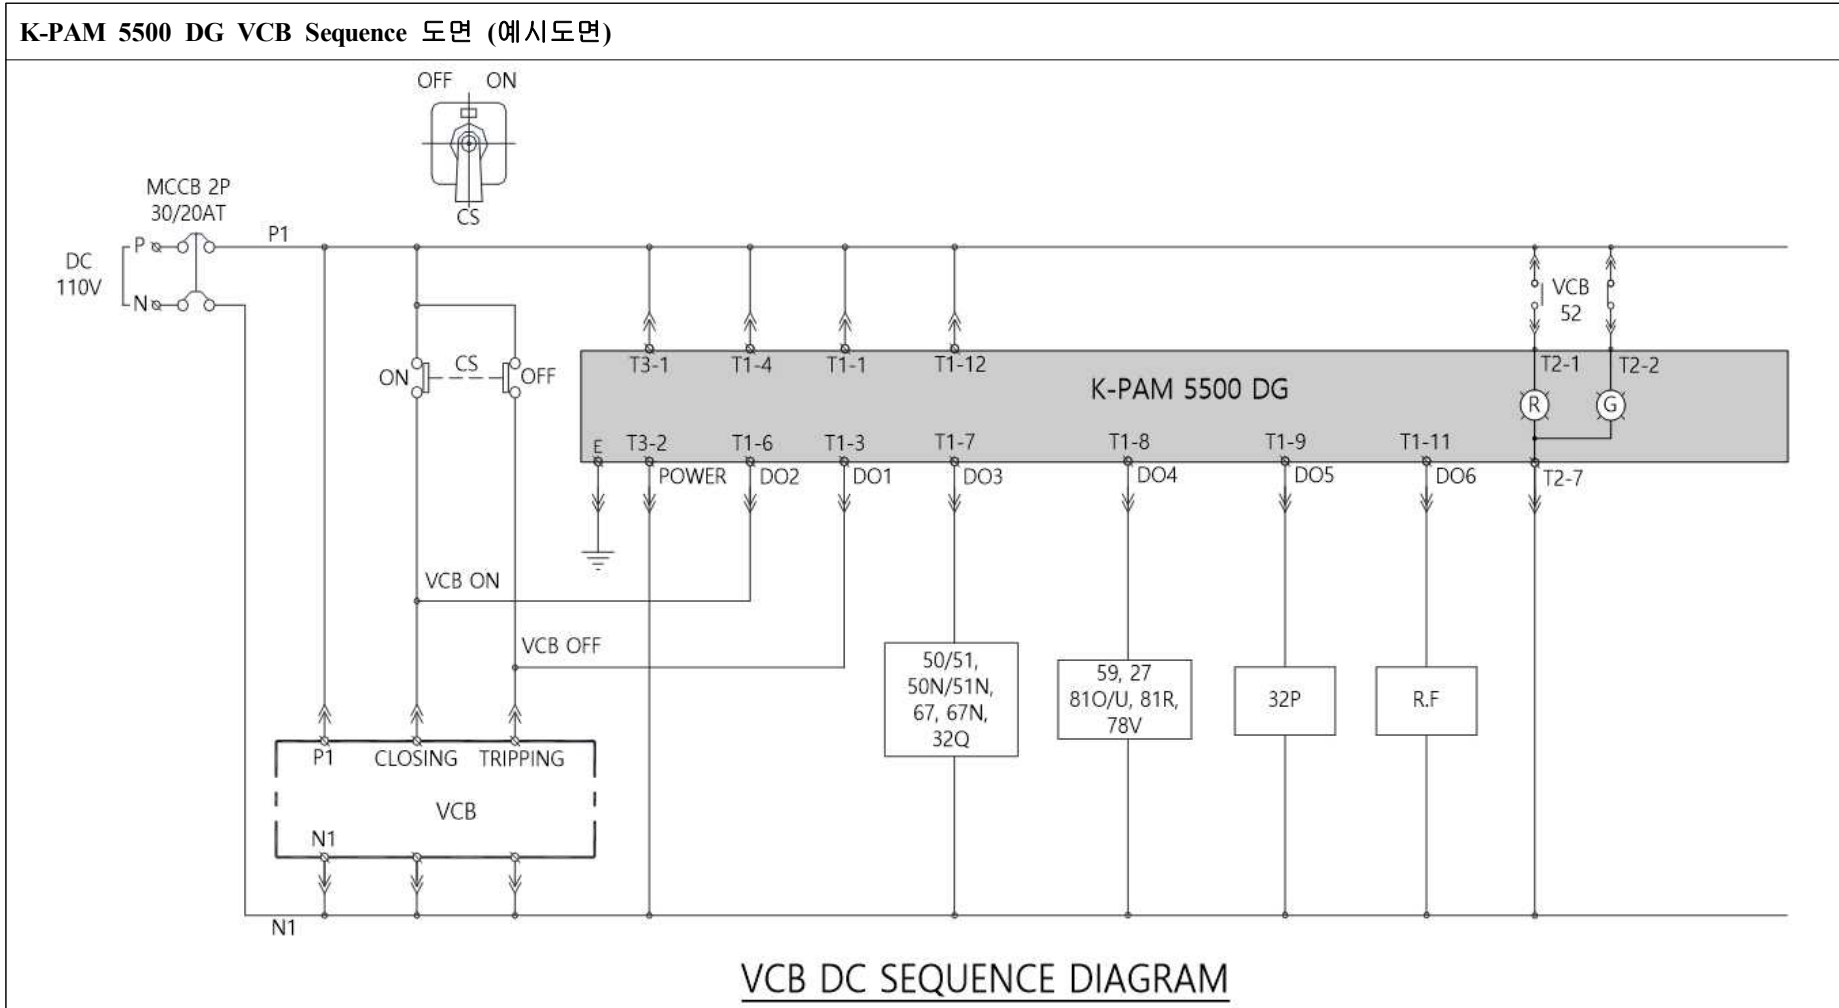 K-PAM 5500 DG VCB Sequence 도면 (예시도면)
OFF ON
CS
MCCB 2P
30/20AT
P1
DC
110V
P
N
VCB
52
ON
CS
OFF
T3-1
T1-4
T1-1
T1-12
T2-1
T2-2
K-PAM 5500 DG
R
G
E
T3-2
T1-6
T1-3
T1-7
T1-8
T1-9
T1-11
POWER
DO2
DO1
DO3
DO4
DO5
DO6
T2-7
VCB ON
VCB OFF
50/51,
50N/51N,
67, 67N,
32Q
59, 27
81O/U, 81R,
78V
32P
R.F
P1
CLOSING
TRIPPING
VCB
N1
N1
VCB DC SEQUENCE DIAGRAM